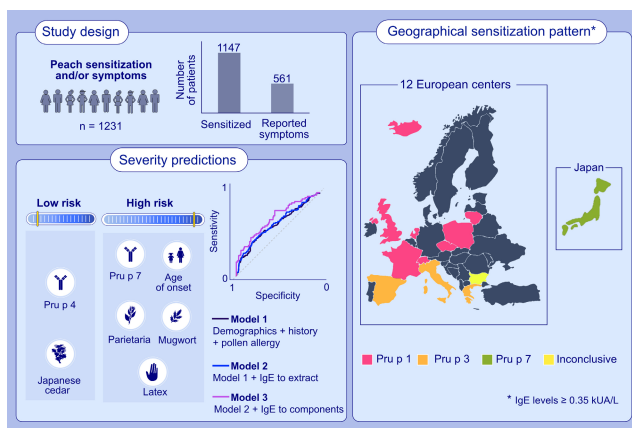 Study design
Peach sensitization
and/or symptoms
n = 1231
Number
of patients
1147
561
Sensitized
Reported
symptoms
Severity predictions
Low risk
High risk
Pru p 4
Japanese
cedar
Pru p 7
Age
of onset
Parietaria
Mugwort
Latex
Sensitivity
1
1
0
Specificity
Model 1
Demographics + history
+ pollen allergy
Model 2
Model 1 + IgE to extract
Model 3
Model 2 + IgE to components
Geographical sensitization pattern*
12 European centers
Japan
Pru p 1
Pru p 3
Pru p 7
Inconclusive
* IgE levels ≥ 0.35 kUA/L